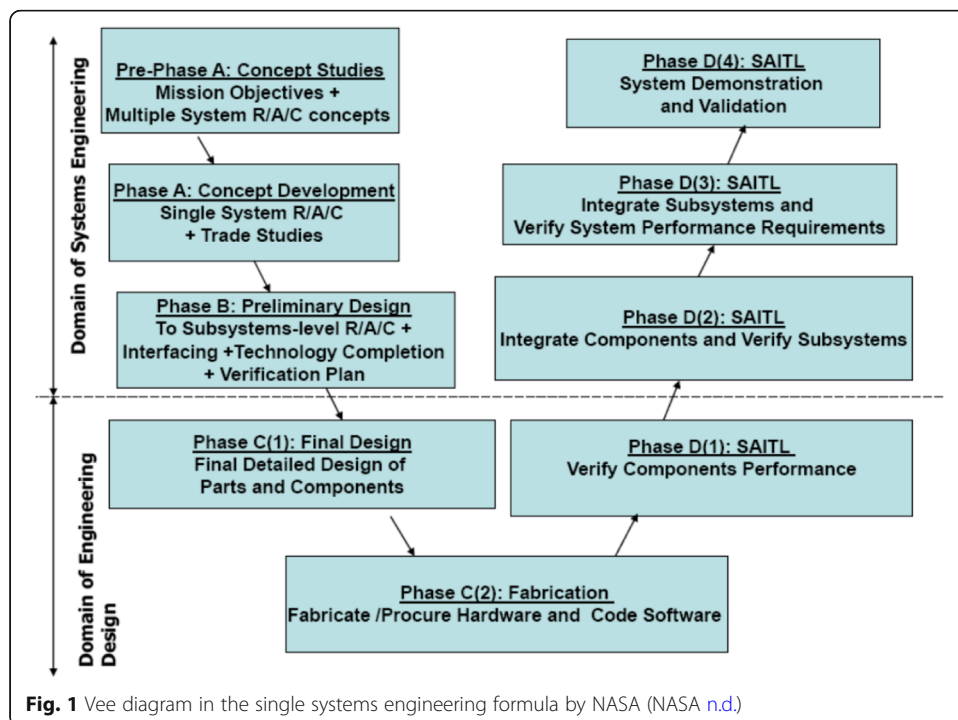 Domain of Systems Engineering
Pre-Phase A: Concept Studies
Mission Objectives +
Multiple System R/A/C concepts
Phase A: Concept Development
Single System R/A/C
+ Trade Studies
Phase B: Preliminary Design
To Subsystems-level R/A/C +
Interfacing +Technology Completion
+ Verification Plan
Domain of Engineering
Design
Phase C(1): Final Design
Final Detailed Design of
Parts and Components
Phase C(2): Fabrication
Fabricate /Procure Hardware and Code Software
Phase D(1): SAITL
Verify Components Performance
Phase D(2): SAITL
Integrate Components and Verify Subsystems
Phase D(3): SAITL
Integrate Subsystems and
Verify System Performance Requirements
Phase D(4): SAITL
System Demonstration
and Validation
Fig. 1 Vee diagram in the single systems engineering formula by NASA (NASA n.d.)